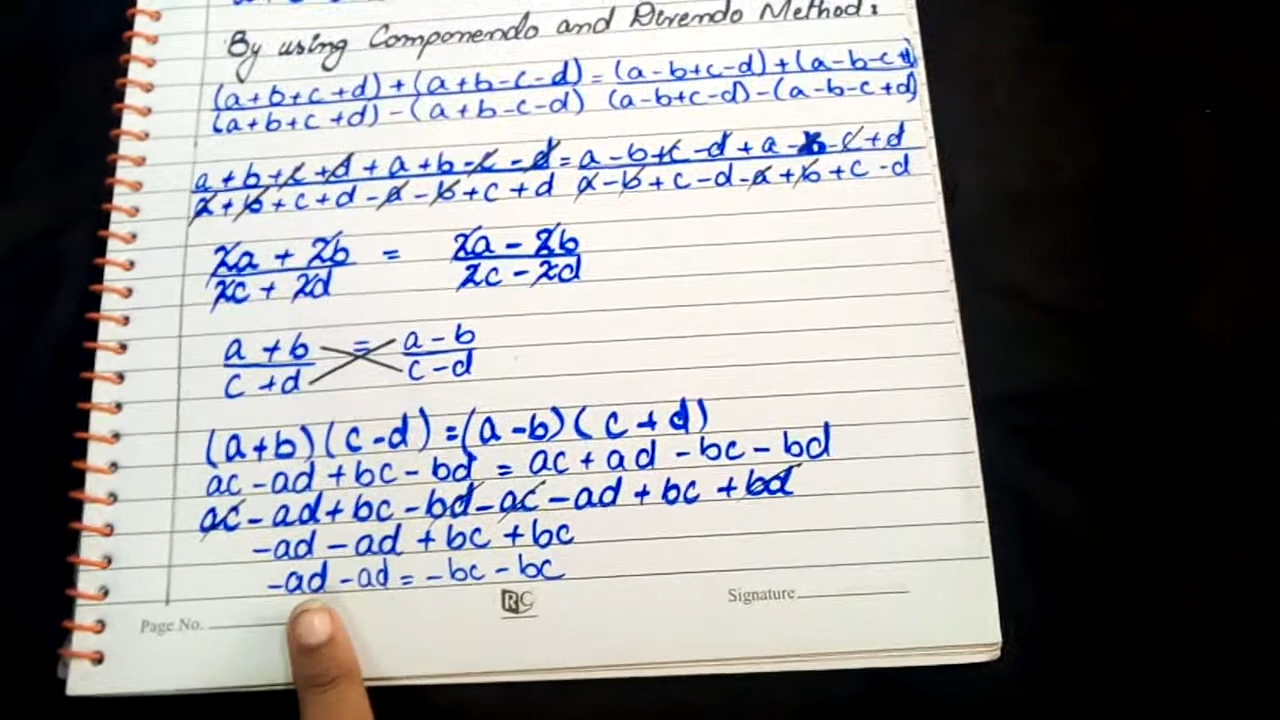 By using Componendo and Divendo Method:
(a+b+c+d)+(a+b-c-d) = (a-b+c-d)+(a-b-c+d)
(a+b+c+d)-(a+b-c-d) (a-b+c-d)-(a-b-c+d)
a+b+c+d+a+b-c-d = a-b+c-d+a-b-c+d
a+b+c+d-a-b+c+d a-b+c-d-a+b+c-d
2a + 2b = 2a - 2b
2c + 2d 2c - 2d
a+b = a-b
c+d c-d
(a+b)(c-d)=(a-b)(c+d)
ac-ad+bc-bd = ac+ad-bc-bd
ac-ad+bc-bd-ac-ad+bc+bd
-ad-ad+bc+bc
-ad-ad=-bc-bc
RC
Page No.
Signature